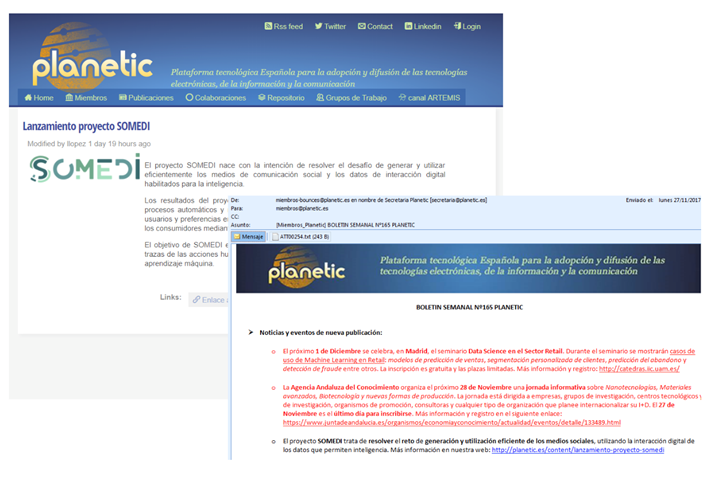 Rss feed Twitter Contact Linkedin Login
planetic
Plataforma tecnológica Española para la adopción y difusión de las tecnologías
electrónicas, de la información y la comunicación
Home Miembros Publicaciones Colaboraciones Repositorio Grupos de Trabajo canal ARTEMIS
Lanzamiento proyecto SOMEDI
Modified by llopez 1 day 19 hours ago
SOMEDI
El proyecto SOMEDI nace con la intención de resolver el desafío de generar y utilizar
eficientemente los medios de comunicación social y los datos de interacción digital
habilitados para la inteligencia.
Los resultados del
procesos automáticos y
usuarios y preferencias
los consumidores
El objetivo de SOMEDI
trazas de las acciones
aprendizaje máquina.
Links: Enlace
De: miembros-bounces@planetic.es en nombre de Secretaria Planetic [secretaria@planetic.es] Enviado el: lunes 27/11/2017
Para: miembros@planetic.es
CC:
Asunto: [Miembros_Planetic] BOLETIN SEMANAL Nº165 PLANETIC
Mensaje ATT00254.txt (243 B)
planetic
Plataforma tecnológica Española para la adopción y difusión de las
tecnologías electrónicas, de la información y la comunicación
BOLETIN SEMANAL Nº165 PLANETIC
Noticias y eventos de nueva publicación:
El próximo 1 de Diciembre se celebra, en Madrid, el seminario Data Science en el Sector Retail. Durante el seminario se mostrarán casos de
uso de Machine Learning en Retail: modelos de predicción de ventas, segmentación personalizada de clientes, predicción del abandono y
detección de fraude entre otros. La inscripción es gratuita y las plazas limitadas. Más información y registro: http://catedras.iic.uam.es/
La Agencia Andaluza del Conocimiento organiza el próximo 28 de Noviembre una jornada informativa sobre Nanotecnologías, Materiales
avanzados, Biotecnología y nuevas formas de producción. La jornada está dirigida a empresas, grupos de investigación, centros tecnológicos y
de investigación, organismos de promoción, consultoras y cualquier tipo de organización que planee internacionalizar su I+D. El 27 de
Noviembre es el último día para inscribirse. Más información y registro en el siguiente enlace:
https://www.juntadeandalucia.es/organismos/economiayconocimiento/actualidad/eventos/detalle/133489.html
El proyecto SOMEDI trata de resolver el reto de generación y utilización eficiente de los medios sociales, utilizando la interacción digital de
los datos que permiten inteligencia. Más información en nuestra web: http://planetic.es/content/lanzamiento-proyecto-somedi